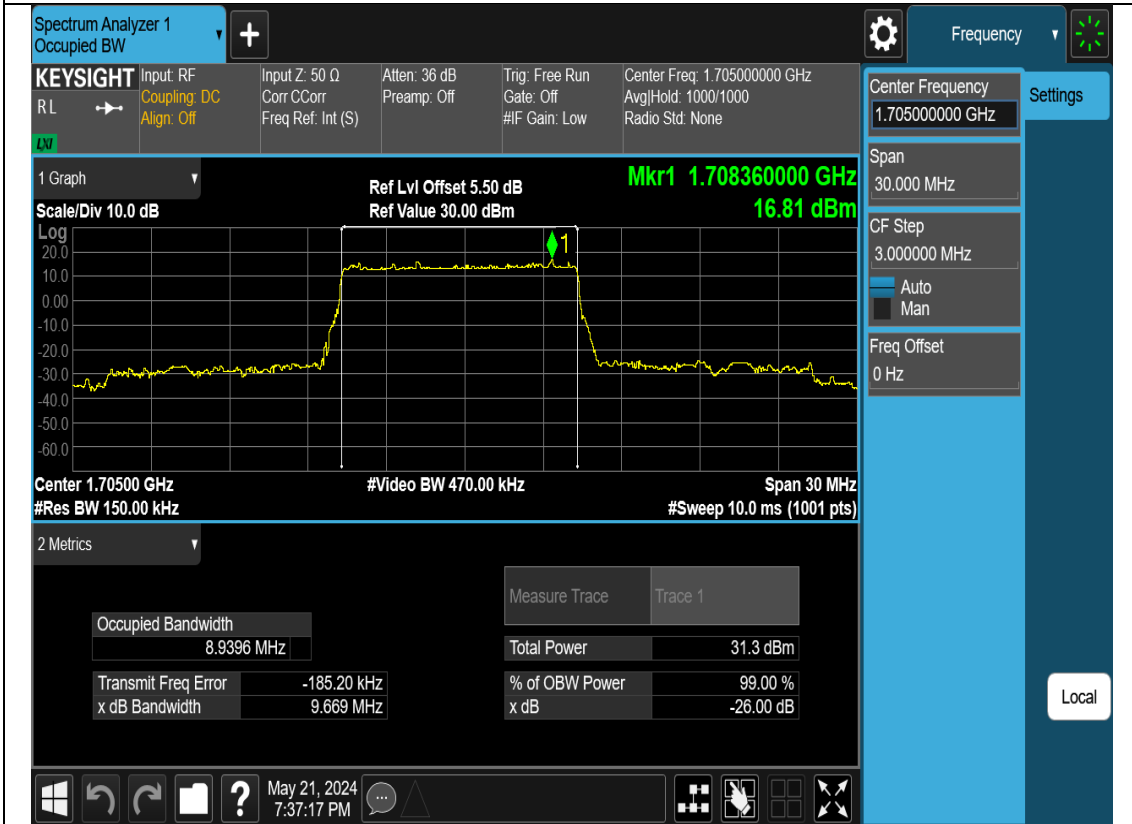 Spectrum Analyzer 1
Occupied BW
+
Frequency
KEYSIGHT
R L
LXI
Input: RF
Coupling: DC
Align: Off
Input Z: 50 Ω
Corr CCorr
Freq Ref: Int (S)
Atten: 36 dB
Preamp: Off
Trig: Free Run
Gate: Off
#IF Gain: Low
Center Freq: 1.705000000 GHz
Avg|Hold: 1000/1000
Radio Std: None
Center Frequency
1.705000000 GHz
Settings
Span
30.000 MHz
CF Step
3.000000 MHz
Auto
Man
Freq Offset
0 Hz
Local
1 Graph
Scale/Div 10.0 dB
Ref Lvl Offset 5.50 dB
Ref Value 30.00 dBm
Mkr1 1.708360000 GHz
16.81 dBm
Log
1
20.0
10.0
0.00
-10.0
-20.0
-30.0
-40.0
-50.0
-60.0
Center 1.70500 GHz
#Video BW 470.00 kHz
Span 30 MHz
#Res BW 150.00 kHz
#Sweep 10.0 ms (1001 pts)
2 Metrics
Measure Trace Trace 1
Occupied Bandwidth
8.9396 MHz
Total Power 31.3 dBm
Transmit Freq Error -185.20 kHz
% of OBW Power 99.00 %
x dB Bandwidth 9.669 MHz
x dB -26.00 dB
?
May 21, 2024
7:37:17 PM